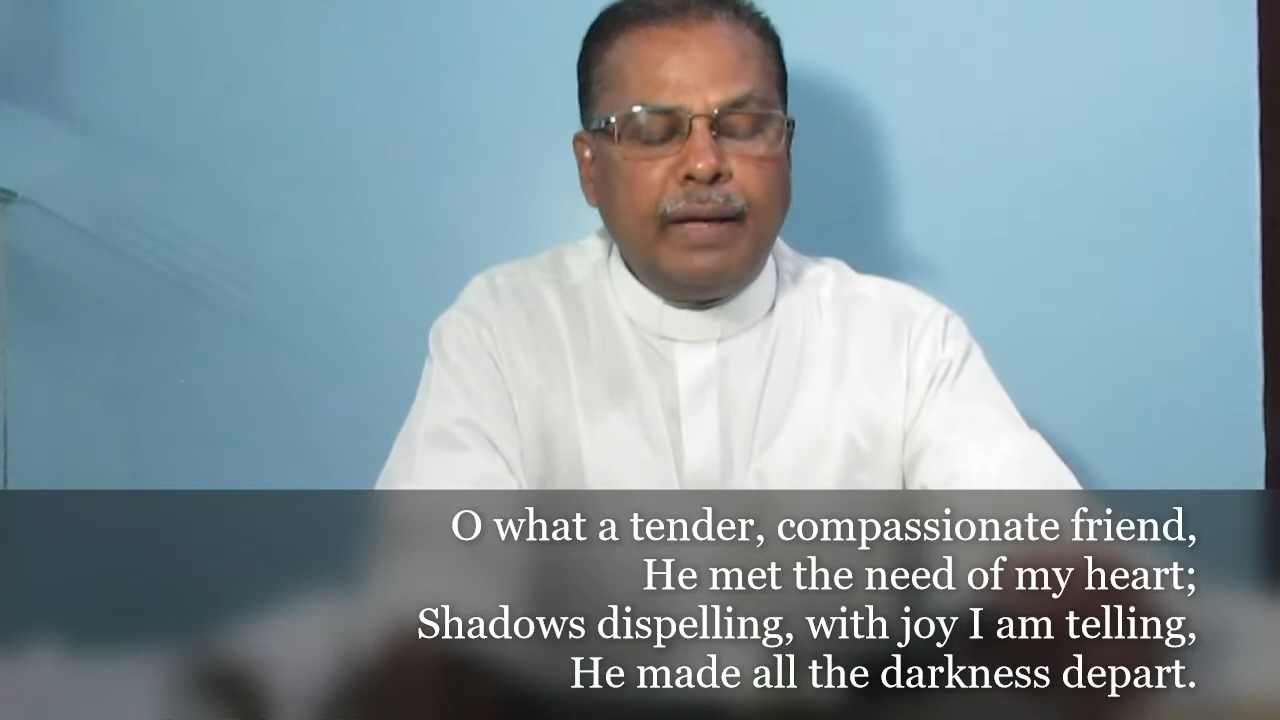 O what a tender, compassionate friend,
He met the need of my heart;
Shadows dispelling, with joy I am telling,
He made all the darkness depart.